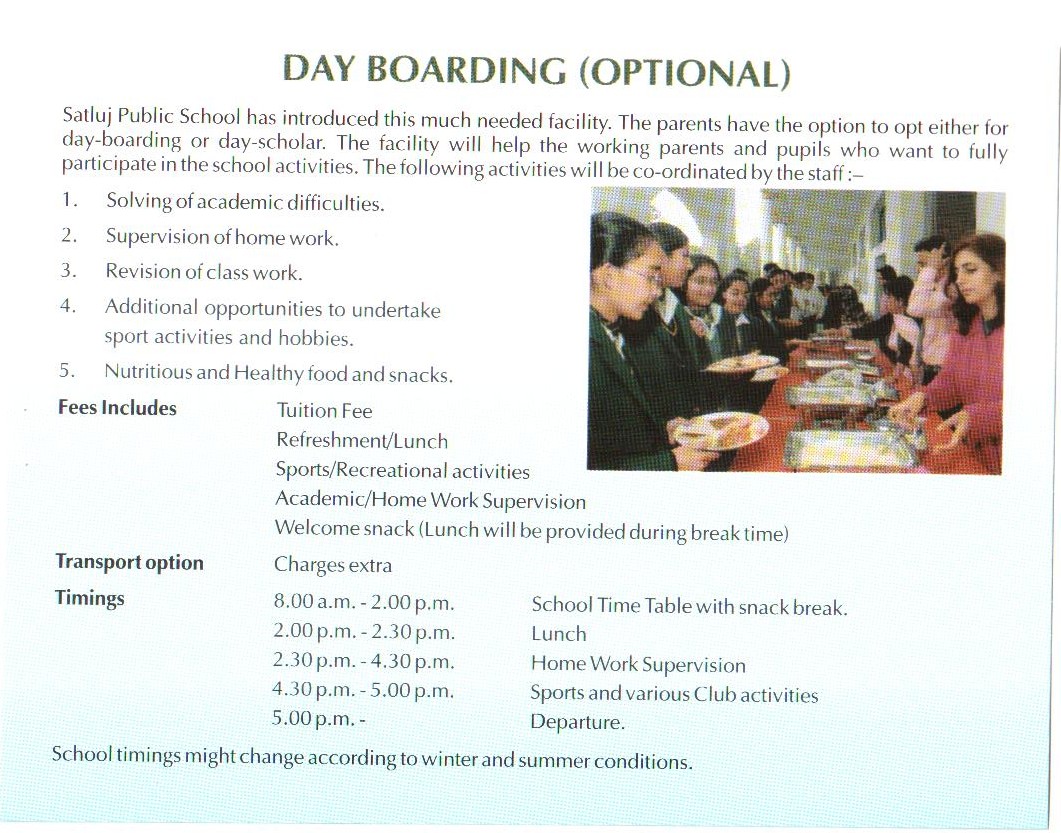 DAY BOARDING (OPTIONAL)
Satluj Public School has introduced this much needed facility. The parents have the option to opt either for
day-boarding or day-scholar. The facility will help the working parents and pupils who want to fully
participate in the school activities. The following activities will be co-ordinated by the staff :–
1. Solving of academic difficulties.
2. Supervision of home work.
3. Revision of class work.
4. Additional opportunities to undertake
sport activities and hobbies.
5. Nutritious and Healthy food and snacks.
Fees Includes Tuition Fee
Refreshment/Lunch
Sports/Recreational activities
Academic/Home Work Supervision
Welcome snack (Lunch will be provided during break time)
Transport option Charges extra
Timings 8.00 a.m. - 2.00 p.m. School Time Table with snack break.
2.00 p.m. - 2.30 p.m. Lunch
2.30 p.m. - 4.30 p.m. Home Work Supervision
4.30 p.m. - 5.00 p.m. Sports and various Club activities
5.00 p.m. - Departure.
School timings might change according to winter and summer conditions.